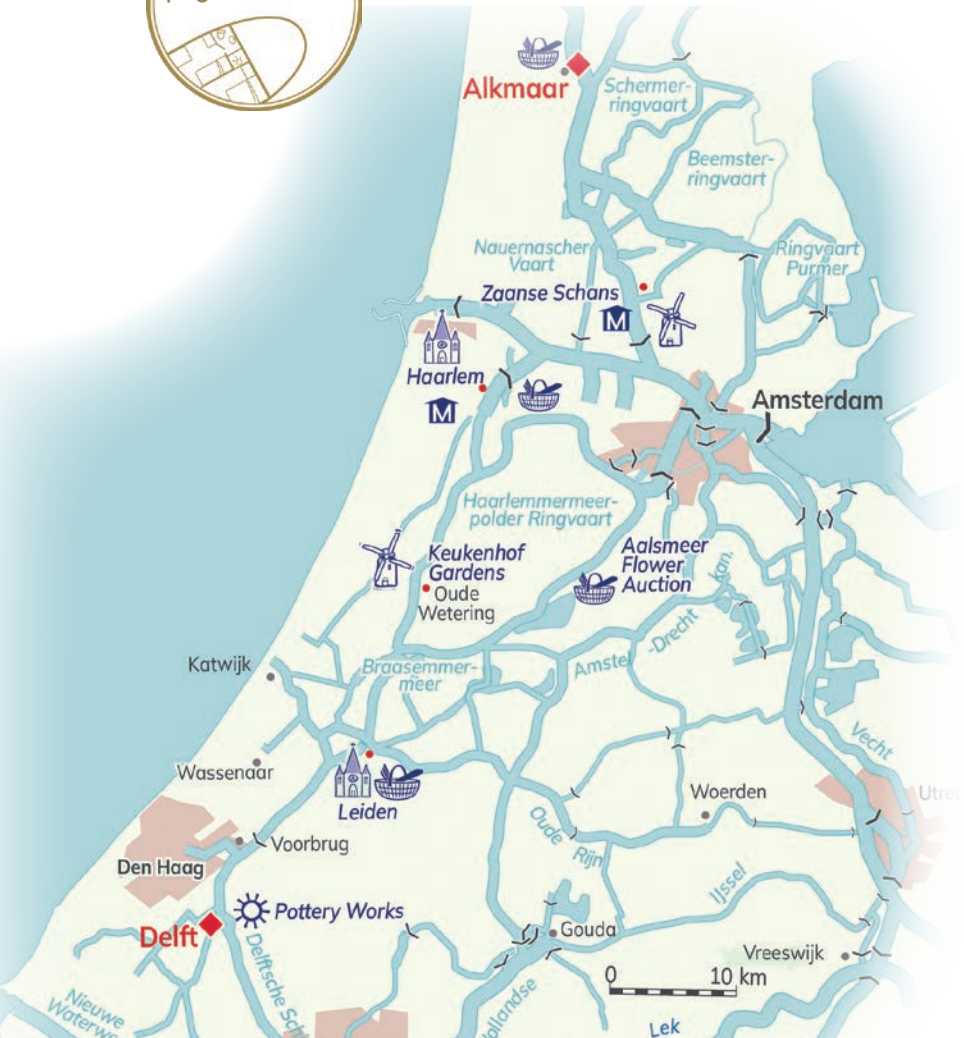 Alkmaar
Schermer-
ringvaart
Beemster-
ringvaart
Nauernascher
Vaart
Ringvaart
Purmer
Zaanse Schans
M
Haarlem
M
Amsterdam
Haarlemmermeer-
polder Ringvaart
Keukenhof
Gardens
Oude
Wetering
Aalsmeer
Flower
Auction
Amstel -Drecht kan.
Katwijk
Braasemmer-
meer
Wassenaar
Leiden
Vecht
Woerden
Oude Rijn
Voorbrug
Den Haag
IJssel
Pottery Works
Delft
Gouda
Vreeswijk
0 10 km
Nieuwe
Lek